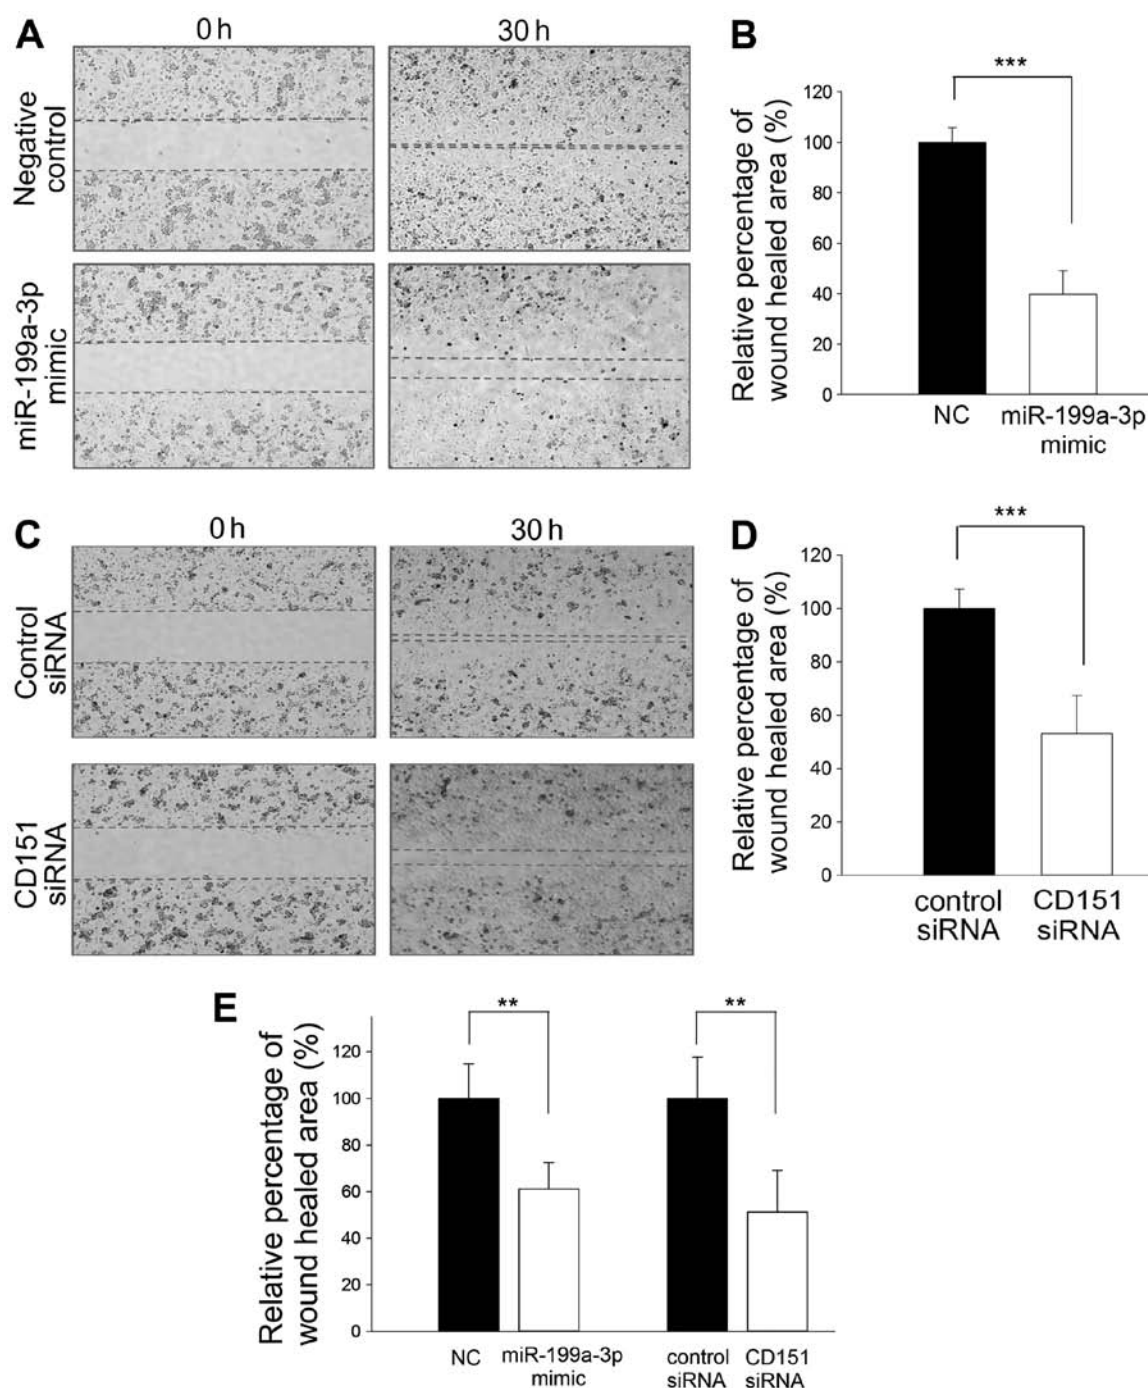 A
0 h
30 h
Negative
control
miR-199a-3p
mimic
B
***
Relative percentage of
wound healed area (%)
120
100
80
60
40
20
0
NC
miR-199a-3p
mimic
C
0 h
30 h
Control
siRNA
CD151
siRNA
D
***
Relative percentage of
wound healed area (%)
120
100
80
60
40
20
0
control
siRNA
CD151
siRNA
E
**
**
Relative percentage of
wound healed area (%)
120
100
80
60
40
20
0
NC
miR-199a-3p
mimic
control
siRNA
CD151
siRNA